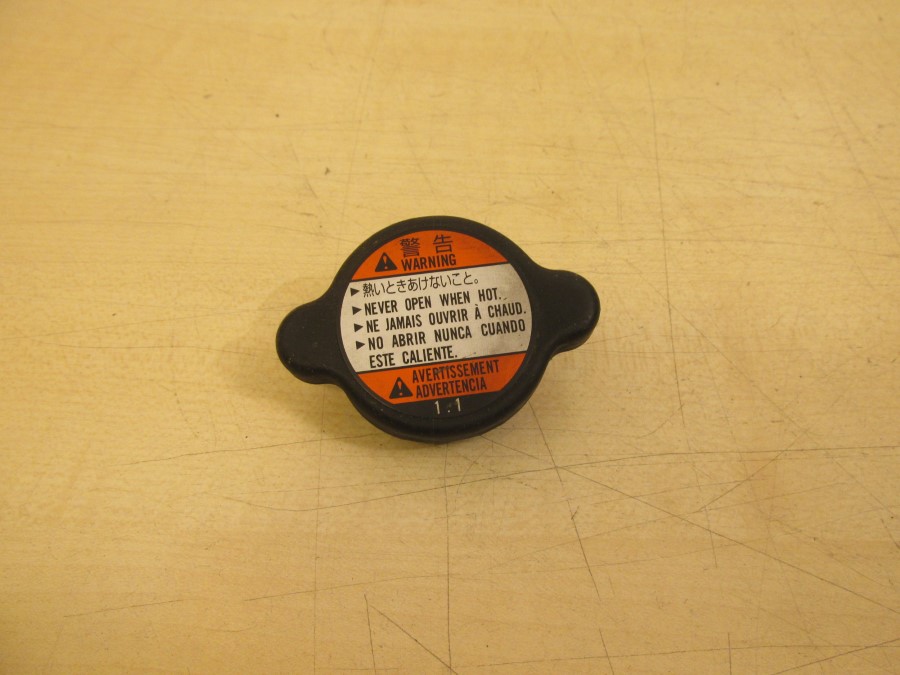 警告
WARNING
▶熱いときあけないこと。
▶NEVER OPEN WHEN HOT.
▶NE JAMAIS OUVRIR À CHAUD.
▶NO ABRIR NUNCA CUANDO
ESTE CALIENTE.
AVERTISSEMENT
ADVERTENCIA
1.1